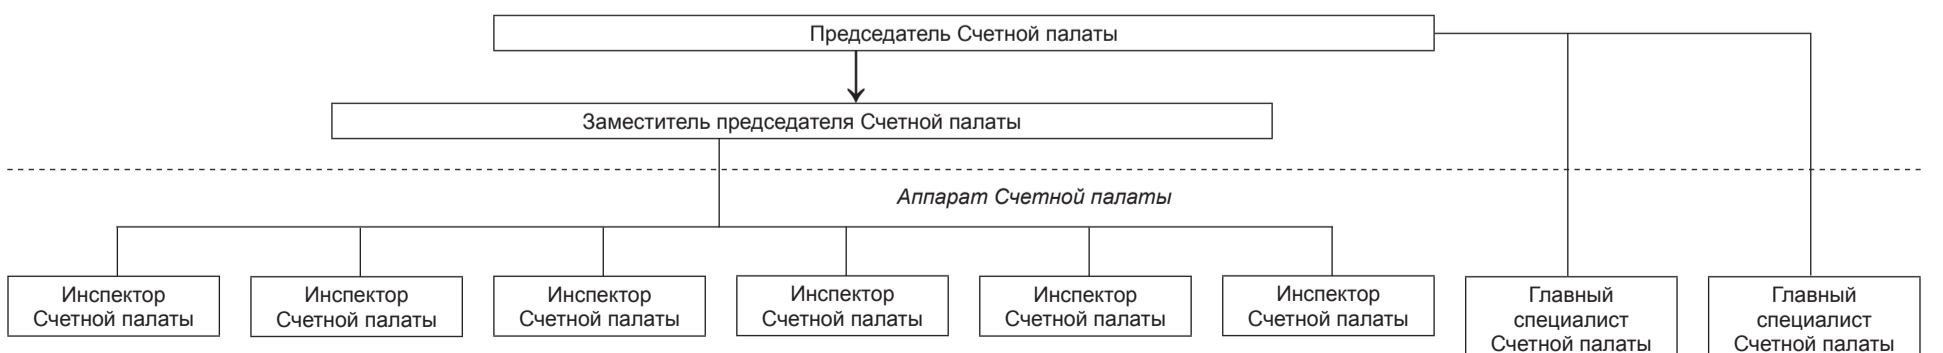 Председатель Счетной палаты
Заместитель председателя Счетной палаты
Аппарат Счетной палаты
Инспектор
Счетной палаты
Инспектор
Счетной палаты
Инспектор
Счетной палаты
Инспектор
Счетной палаты
Инспектор
Счетной палаты
Инспектор
Счетной палаты
Главный
специалист
Счетной палаты
Главный
специалист
Счетной палаты